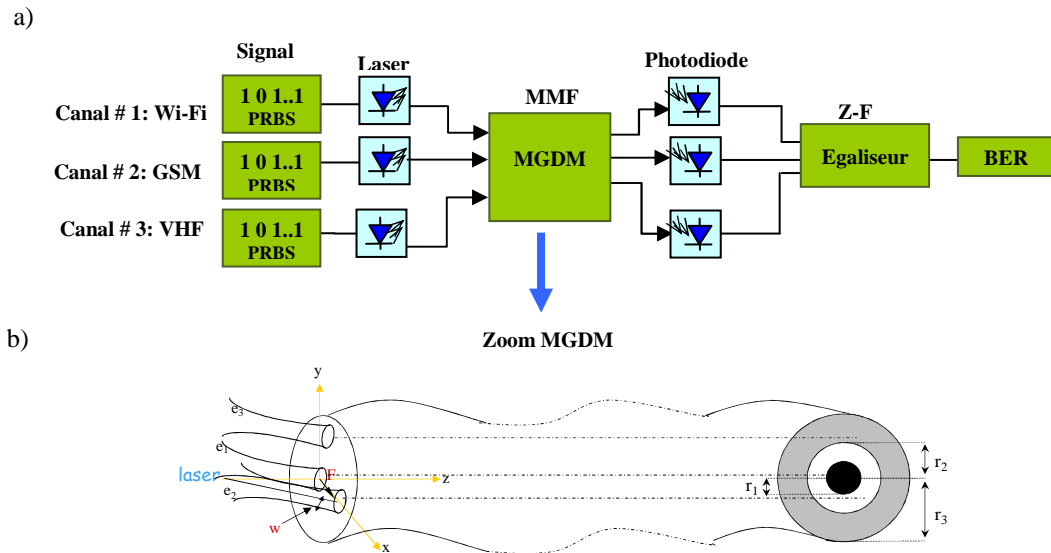 a)
Signal
Laser
Photodiode
MMF
Z-F
Canal # 1: Wi-Fi
1 0 1..1
PRBS
Canal # 2: GSM
1 0 1..1
PRBS
MGDM
Egaliseur
BER
Canal # 3: VHF
1 0 1..1
PRBS
Zoom MGDM
b)
y
e3
e1
laser
F
z
e2
w
x
r1
r2
r3